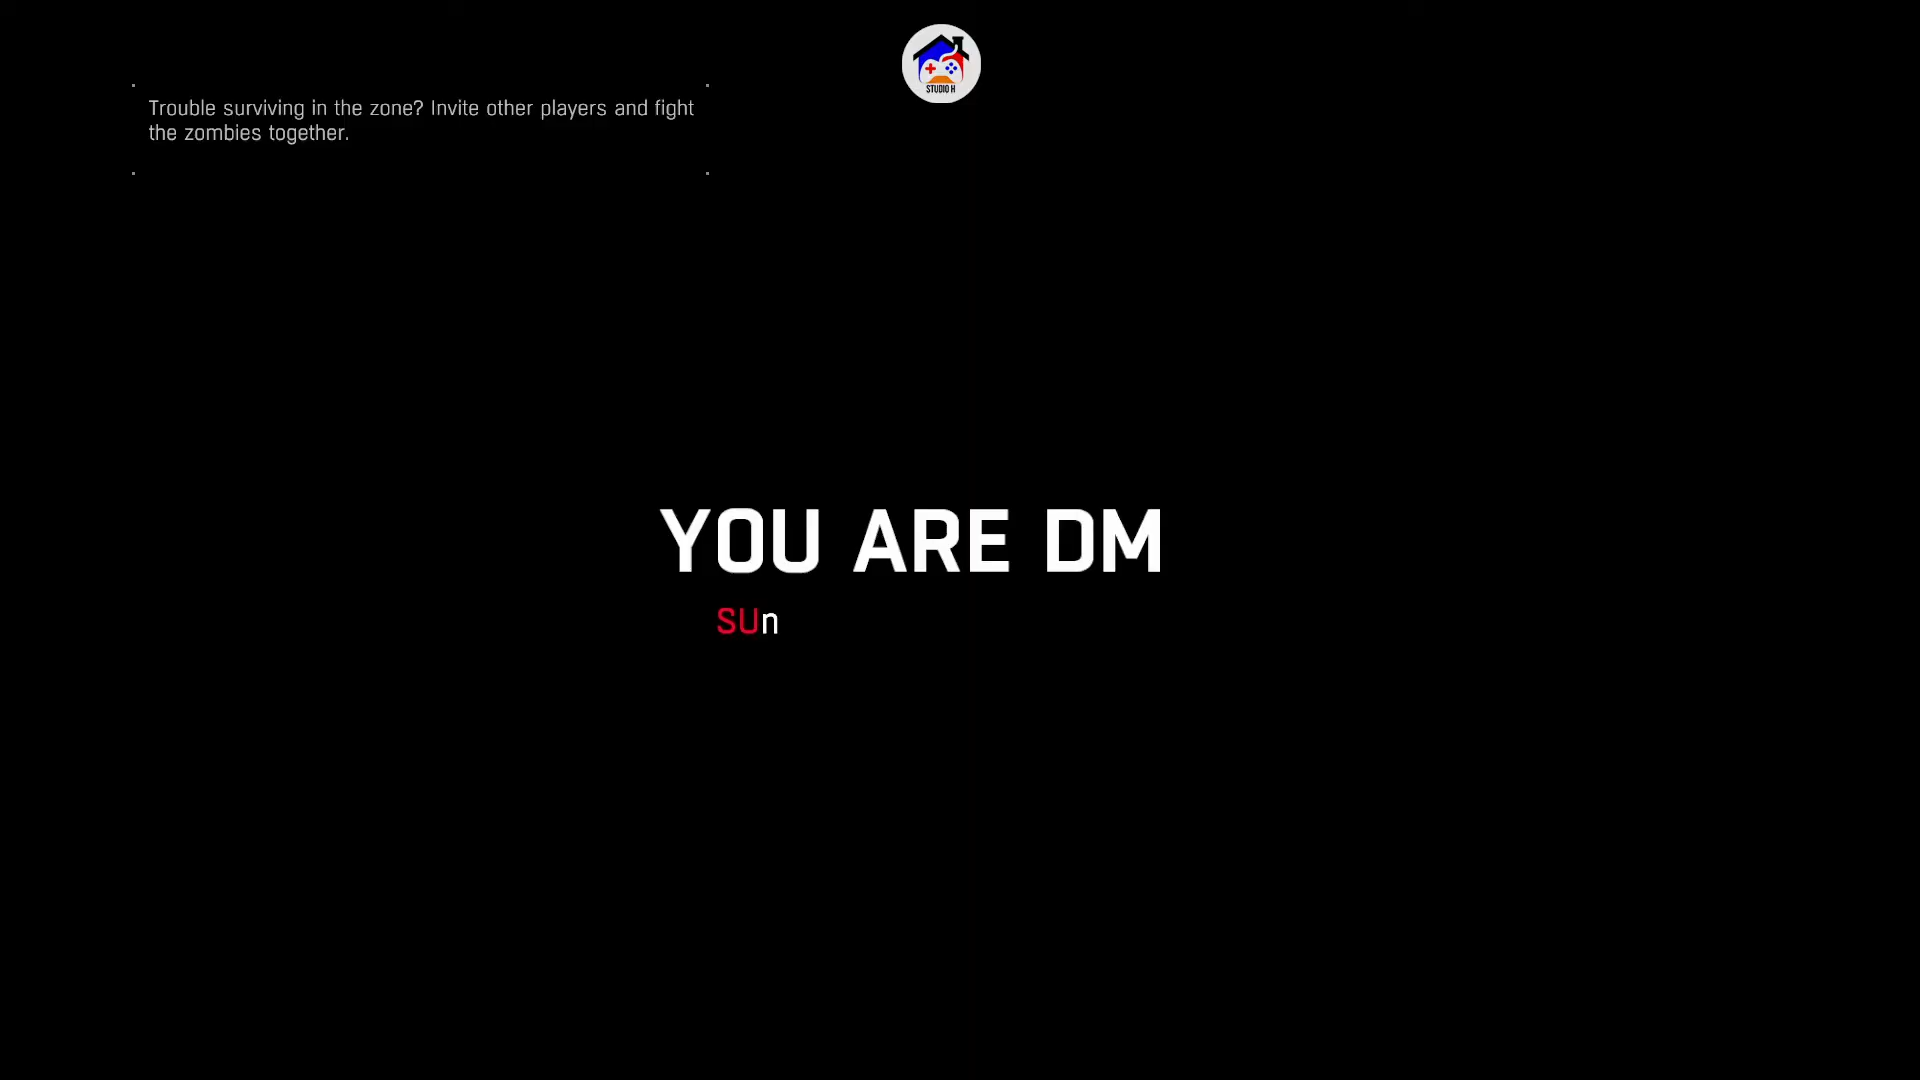 STUDIO H
Trouble surviving in the zone? Invite other players and fight
the zombies together.
YOU ARE DM
SUn